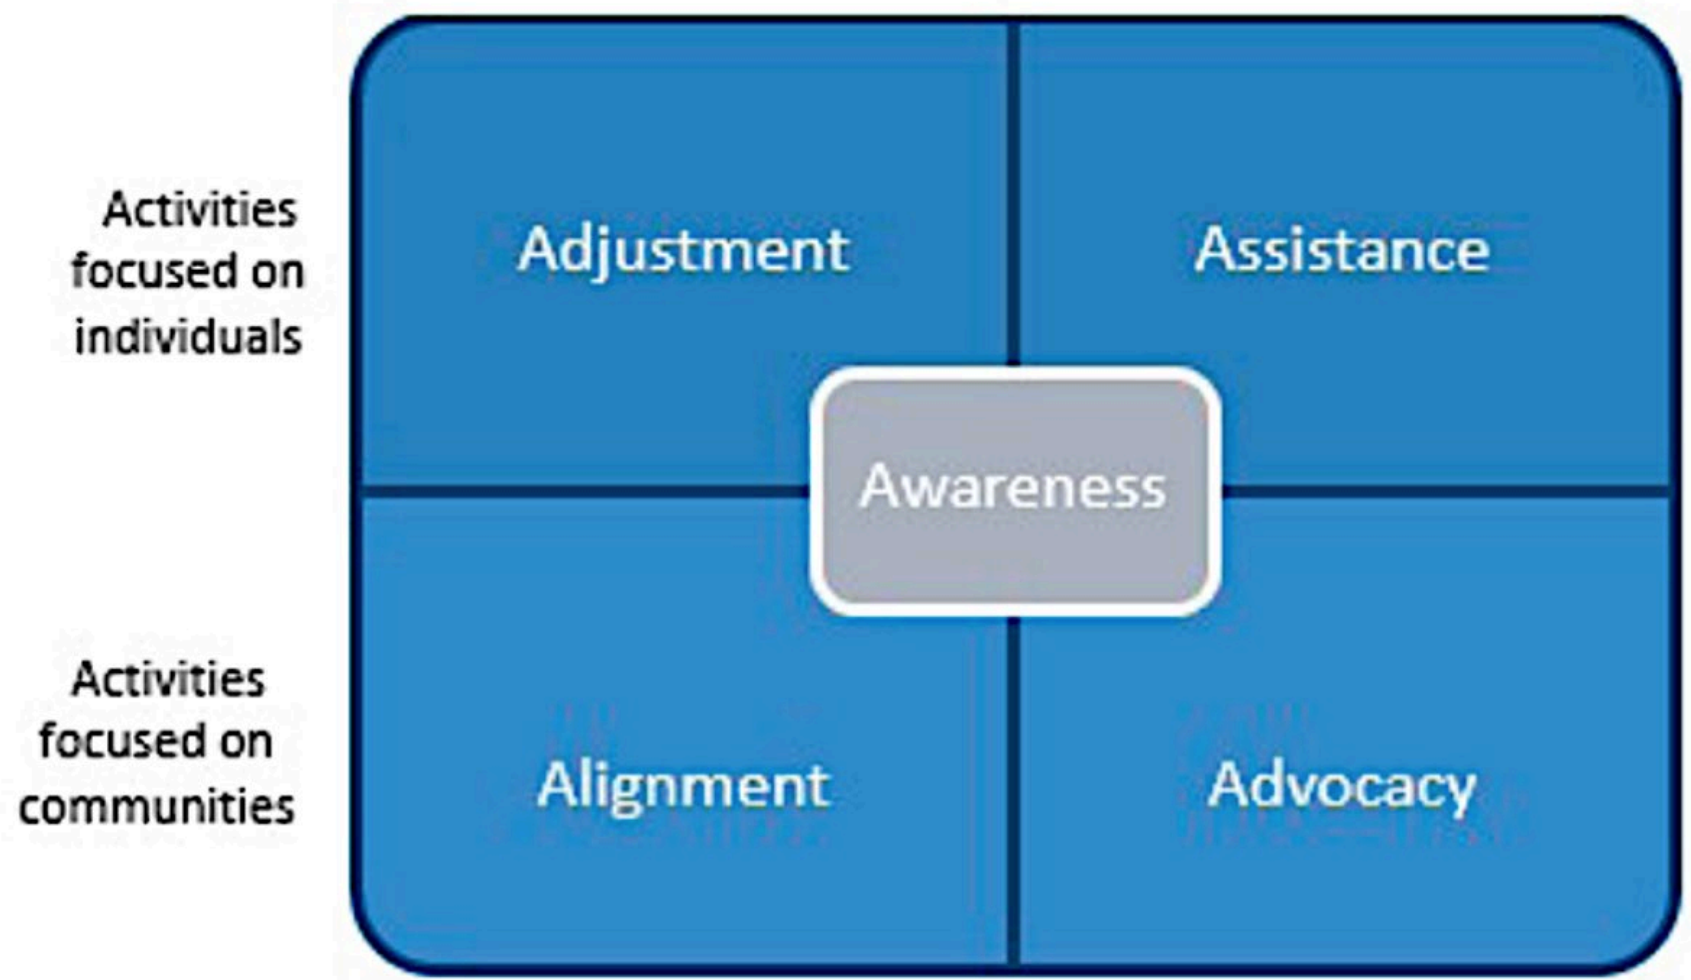 Activities
focused on
individuals
Adjustment
Assistance
Awareness
Activities
focused on
communities
Alignment
Advocacy